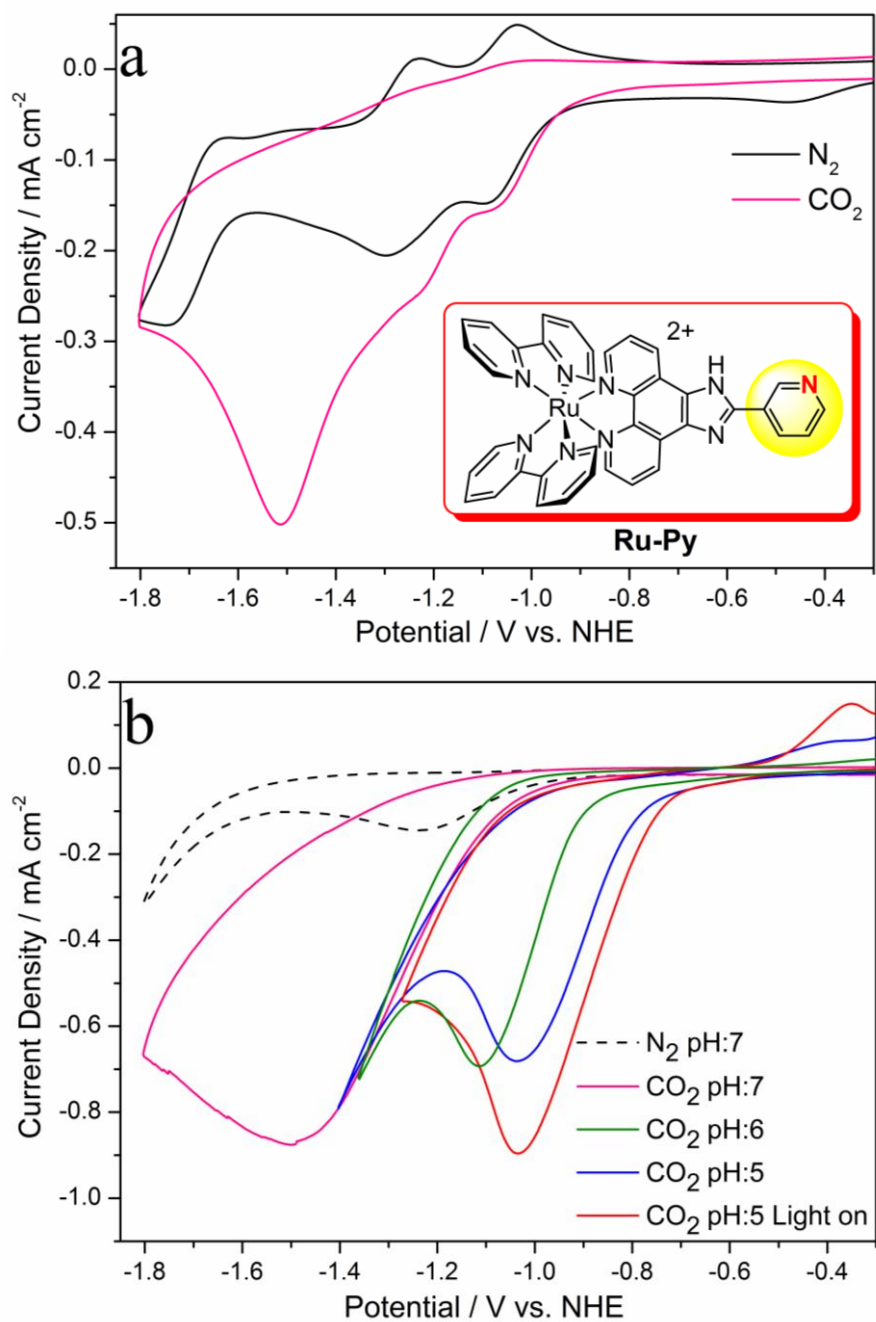 a
0.0
-0.1
-0.2
-0.3
-0.4
-0.5
Current Density / mA cm-2
N2
CO2
2+
N
N
N
N
N
N
Ru
H
N
N
N
Ru-Py
-1.8 -1.6 -1.4 -1.2 -1.0 -0.8 -0.6 -0.4
Potential / V vs. NHE
b
0.2
0.0
-0.2
-0.4
-0.6
-0.8
-1.0
Current Density / mA cm-2
N2 pH:7
CO2 pH:7
CO2 pH:6
CO2 pH:5
CO2 pH:5 Light on
-1.8 -1.6 -1.4 -1.2 -1.0 -0.8 -0.6 -0.4
Potential / V vs. NHE